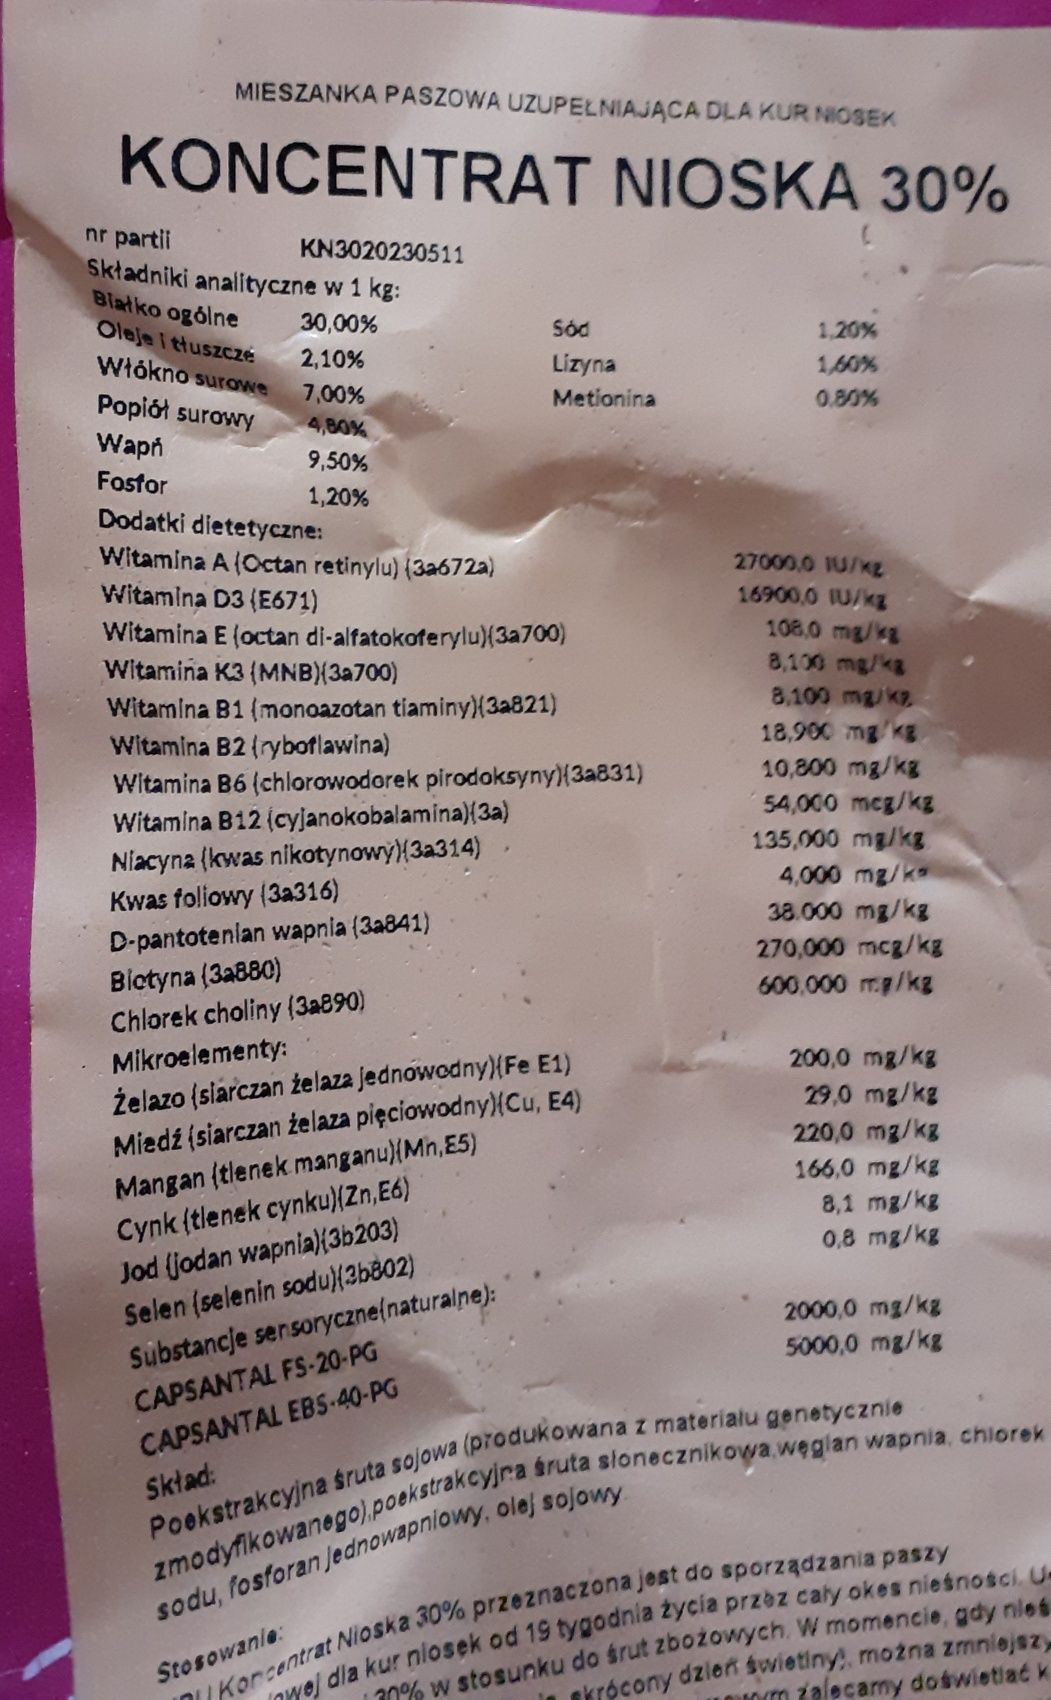 MIESZANKA PASZOWA UZUPEŁNIAJĄCA DLA KUR NIOSEK
KONCENTRAT NIOSKA 30%
nr partii KN3020230511
Składniki analityczne w 1 kg:
Białko ogólne 30,00% Sód 1,20%
Oleje i tłuszcze 2,10% Lizyna 1,60%
Włókno surowe 7,00% Metionina 0,80%
Popiół surowy 4,80%
Wapń 9,50%
Fosfor 1,20%
Dodatki dietetyczne:
Witamina A (Octan retinylu) (3a672a) 27000,0 IU/kg
Witamina D3 (E671) 16900,0 IU/kg
Witamina E (octan di-alfatokoferylu)(3a700) 108,0 mg/kg
Witamina K3 (MNB)(3a700) 8,100 mg/kg
Witamina B1 (monoazotan tiaminy)(3a821) 8,100 mg/kg
Witamina B2 (ryboflawina) 18,900 mg/kg
Witamina B6 (chlorowodorek pirodoksyny)(3a831) 10,800 mg/kg
Witamina B12 (cyjanokobalamina)(3a) 54,000 mcg/kg
Niacyna (kwas nikotynowy)(3a314) 135,000 mg/kg
Kwas foliowy (3a316) 4,000 mg/kg
D-pantotenian wapnia (3a841) 38,000 mg/kg
Biotyna (3a880) 270,000 mcg/kg
Chlorek choliny (3a890) 600,000 mg/kg
Mikroelementy:
Żelazo (siarczan żelaza jednowodny)(Fe E1) 200,0 mg/kg
Miedź (siarczan żelaza pięciowodny)(Cu, E4) 29,0 mg/kg
Mangan (tlenek manganu)(Mn,E5) 220,0 mg/kg
Cynk (tlenek cynku)(Zn,E6) 166,0 mg/kg
Jod (jodan wapnia)(3b203) 8,1 mg/kg
Selen (selenin sodu)(3b802) 0,8 mg/kg
Substancje sensoryczne(naturalne):
CAPSANTAL FS-20-PG 2000,0 mg/kg
CAPSANTAL EBS-40-PG 5000,0 mg/kg
Skład:
Poekstrakcyjna śruta sojowa (produkowana z materiału genetycznie
zmodyfikowanego),poekstrakcyjna śruta słonecznikowa,węglan wapnia, chlorek
sodu, fosforan jednowapniowy, olej sojowy.
Stosowanie:
Koncentrat Nioska 30% przeznaczona jest do sporządzania paszy
dla kur niosek od 19 tygodnia życia przez cały okes nieśności.
30% w stosunku do śrut zbożowych. W momencie, gdy
skrócony dzień świetlny), można
zalecamy doświetlać